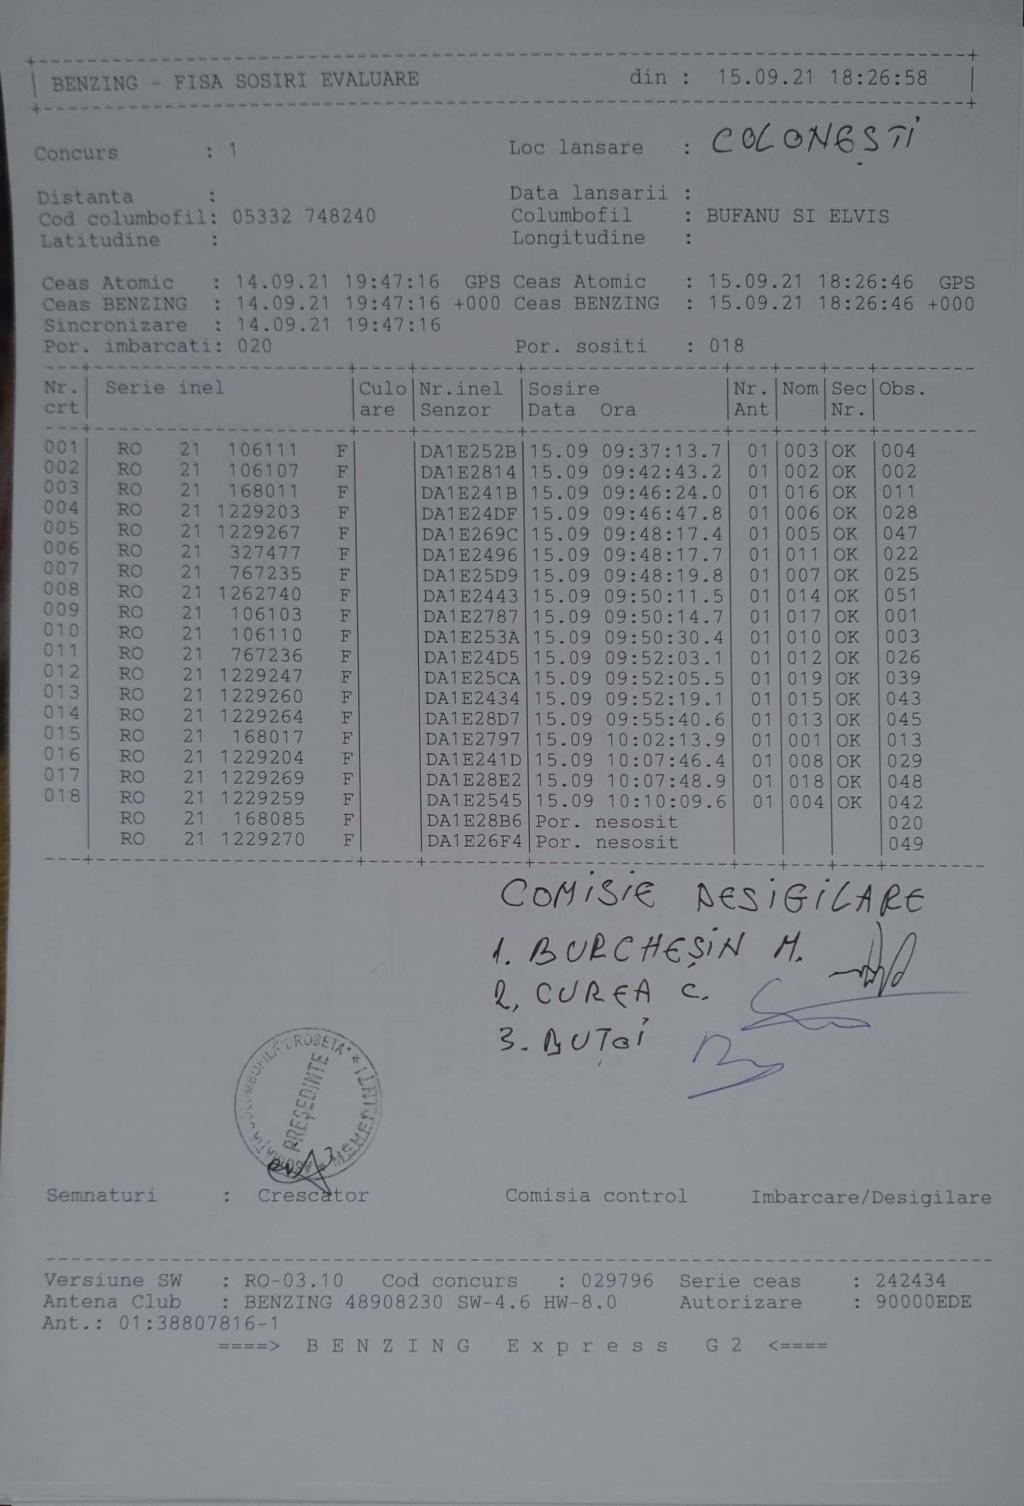 BENZING - FISA SOSIRI EVALUARE din : 15.09.21 18:26:58
Concurs : 1 Loc lansare : COLONEȘTI
Distanta : Data lansarii :
Cod columbofil: 05332 748240 Columbofil : BUFANU SI ELVIS
Latitudine : Longitudine :
Ceas Atomic : 14.09.21 19:47:16 GPS Ceas Atomic : 15.09.21 18:26:46 GPS
Ceas BENZING : 14.09.21 19:47:16 +000 Ceas BENZING : 15.09.21 18:26:46 +000
Sincronizare : 14.09.21 19:47:16
Por. imbarcati: 020 Por. sositi : 018
Nr. Serie inel Culo Nr.inel Sosire Nr. Nom Sec Obs.
crt are Senzor Data Ora Ant Nr.
001 RO 21 106111 F DA1E252B 15.09 09:37:13.7 01 003 OK 004
002 RO 21 106107 F DA1E2814 15.09 09:42:43.2 01 002 OK 002
003 RO 21 168011 F DA1E241B 15.09 09:46:24.0 01 016 OK 011
004 RO 21 1229203 F DA1E24DF 15.09 09:46:47.8 01 006 OK 028
005 RO 21 1229267 F DA1E269C 15.09 09:48:17.4 01 005 OK 047
006 RO 21 327477 F DA1E2496 15.09 09:48:17.7 01 011 OK 022
007 RO 21 767235 F DA1E25D9 15.09 09:48:19.8 01 007 OK 025
008 RO 21 1262740 F DA1E2443 15.09 09:50:11.5 01 014 OK 051
009 RO 21 106103 F DA1E2787 15.09 09:50:14.7 01 017 OK 001
010 RO 21 106110 F DA1E253A 15.09 09:50:30.4 01 010 OK 003
011 RO 21 767236 F DA1E24D5 15.09 09:52:03.1 01 012 OK 026
012 RO 21 1229247 F DA1E25CA 15.09 09:52:05.5 01 019 OK 039
013 RO 21 1229260 F DA1E2434 15.09 09:52:19.1 01 015 OK 043
014 RO 21 1229264 F DA1E28D7 15.09 09:55:40.6 01 013 OK 045
015 RO 21 168017 F DA1E2797 15.09 10:02:13.9 01 001 OK 013
016 RO 21 1229204 F DA1E241D 15.09 10:07:46.4 01 008 OK 029
017 RO 21 1229269 F DA1E28E2 15.09 10:07:48.9 01 018 OK 048
018 RO 21 1229259 F DA1E2545 15.09 10:10:09.6 01 004 OK 042
RO 21 168085 F DA1E28B6 Por. nesosit 020
RO 21 1229270 F DA1E26F4 Por. nesosit 049
COMISIE DESIGILARE
1. BURCHEȘIN M.
2, CUREA C.
3. BUȚOI
ASOCIAȚIA COLUMBOFILĂ "DROBETA" * MEHEDINȚI *
PREȘEDINTE
Semnaturi : Crescator Comisia control Imbarcare/Desigilare
Versiune SW : RO-03.10 Cod concurs : 029796 Serie ceas : 242434
Antena Club : BENZING 48908230 SW-4.6 HW-8.0 Autorizare : 90000EDE
Ant.: 01:38807816-1
====> BENZING Express G2 <====